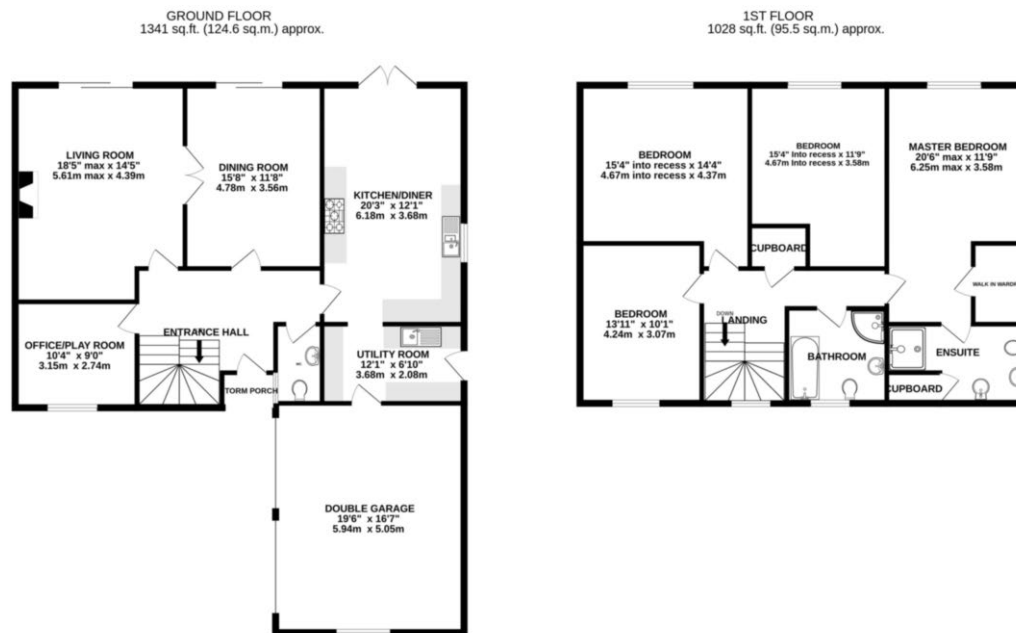 GROUND FLOOR
1341 sq.ft. (124.6 sq.m.) approx.
1ST FLOOR
1028 sq.ft. (95.5 sq.m.) approx.
LIVING ROOM
18'5" max x 14'5"
5.61m max x 4.39m
DINING ROOM
15'8" x 11'8"
4.78m x 3.56m
KITCHEN/DINER
20'3" x 12'1"
6.18m x 3.68m
OFFICE/PLAY ROOM
10'4" x 9'0"
3.15m x 2.74m
ENTRANCE HALL
UTILITY ROOM
12'1" x 6'10"
3.68m x 2.08m
TORM PORCH
DOUBLE GARAGE
19'6" x 16'7"
5.94m x 5.05m
BEDROOM
15'4" into recess x 14'4"
4.67m into recess x 4.37m
BEDROOM
15'4" Into recess x 11'9"
4.67m Into recess x 3.58m
MASTER BEDROOM
20'6" max x 11'9"
6.25m max x 3.58m
CUPBOARD
WALK IN WARDR
BEDROOM
13'11" x 10'1"
4.24m x 3.07m
DOWN
LANDING
BATHROOM
ENSUITE
CUPBOARD